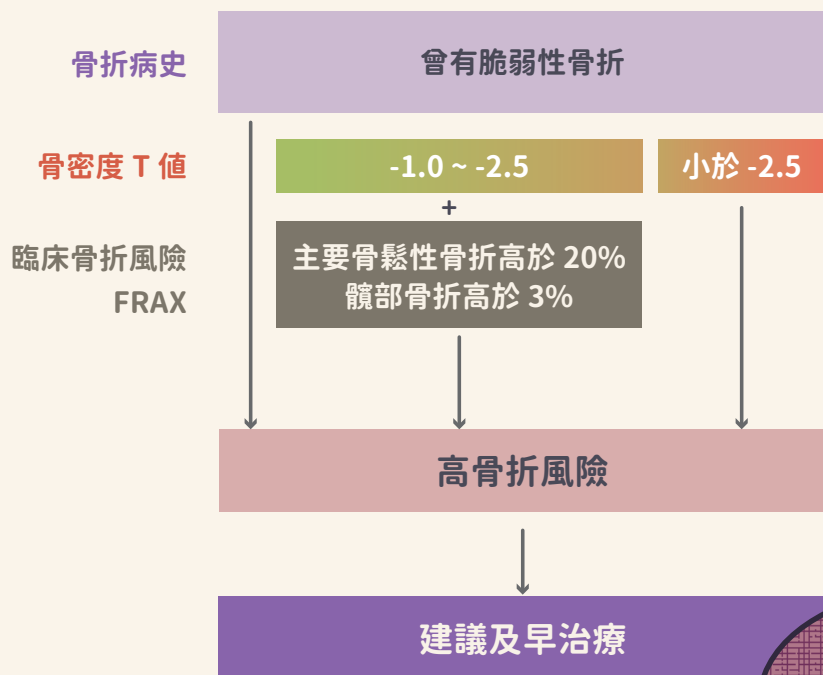 骨折病史
曾有脆弱性骨折
骨密度 T 值
-1.0 ~ -2.5
小於 -2.5
+
臨床骨折風險
FRAX
主要骨鬆性骨折高於 20%
髖部骨折高於 3%
高骨折風險
建議及早治療